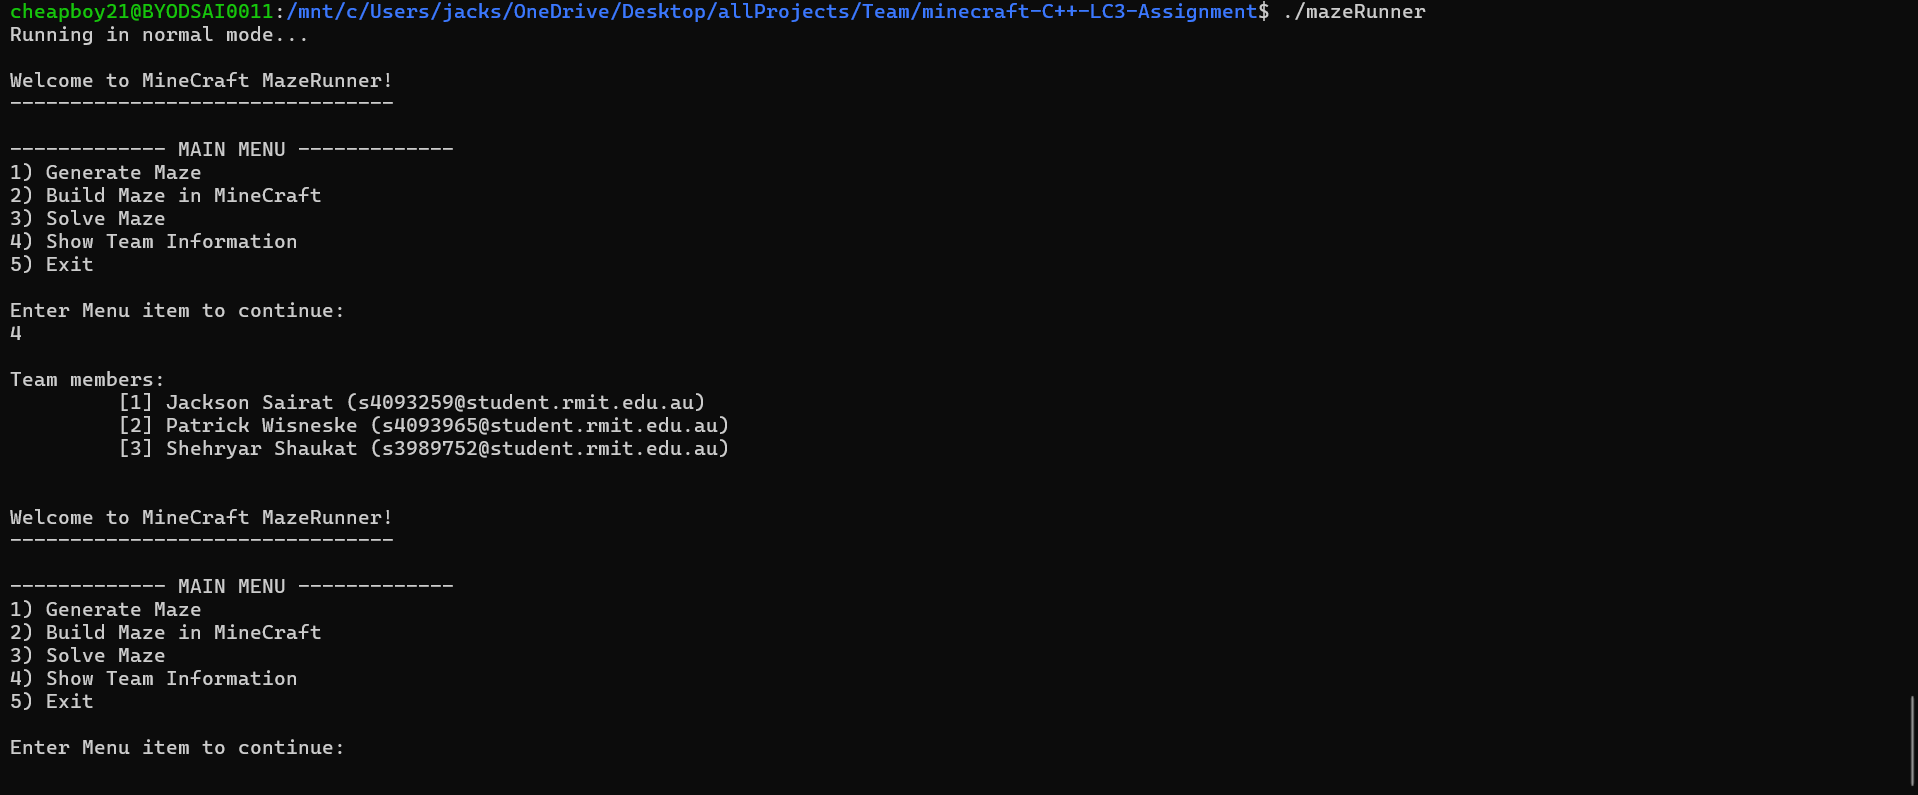 cheapboy21@BYODSAI0011:/mnt/c/Users/jacks/OneDrive/Desktop/allProjects/Team/minecraft-C++-LC3-Assignment$ ./mazeRunner
Running in normal mode...
Welcome to MineCraft MazeRunner!
--------------------------------
------------- MAIN MENU -------------
1) Generate Maze
2) Build Maze in MineCraft
3) Solve Maze
4) Show Team Information
5) Exit
Enter Menu item to continue:
4
Team members:
[1] Jackson Sairat (s4093259@student.rmit.edu.au)
[2] Patrick Wisneske (s4093965@student.rmit.edu.au)
[3] Shehryar Shaukat (s3989752@student.rmit.edu.au)
Welcome to MineCraft MazeRunner!
--------------------------------
------------- MAIN MENU -------------
1) Generate Maze
2) Build Maze in MineCraft
3) Solve Maze
4) Show Team Information
5) Exit
Enter Menu item to continue: